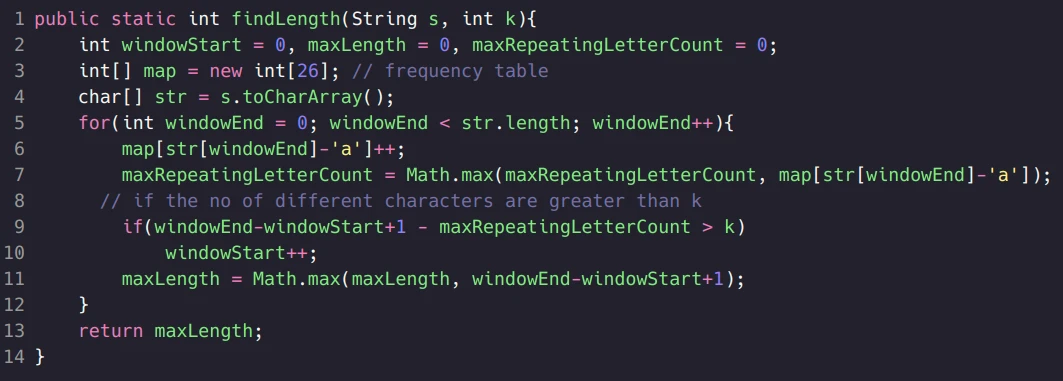 1 public static int findLength(String s, int k){
2     int windowStart = 0, maxLength = 0, maxRepeatingLetterCount = 0;
3     int[] map = new int[26]; // frequency table
4     char[] str = s.toCharArray();
5     for(int windowEnd = 0; windowEnd < str.length; windowEnd++){
6         map[str[windowEnd]-'a']++;
7         maxRepeatingLetterCount = Math.max(maxRepeatingLetterCount, map[str[windowEnd]-'a']);
8       // if the no of different characters are greater than k
9         if(windowEnd-windowStart+1 - maxRepeatingLetterCount > k)
10             windowStart++;
11         maxLength = Math.max(maxLength, windowEnd-windowStart+1);
12     }
13     return maxLength;
14 }